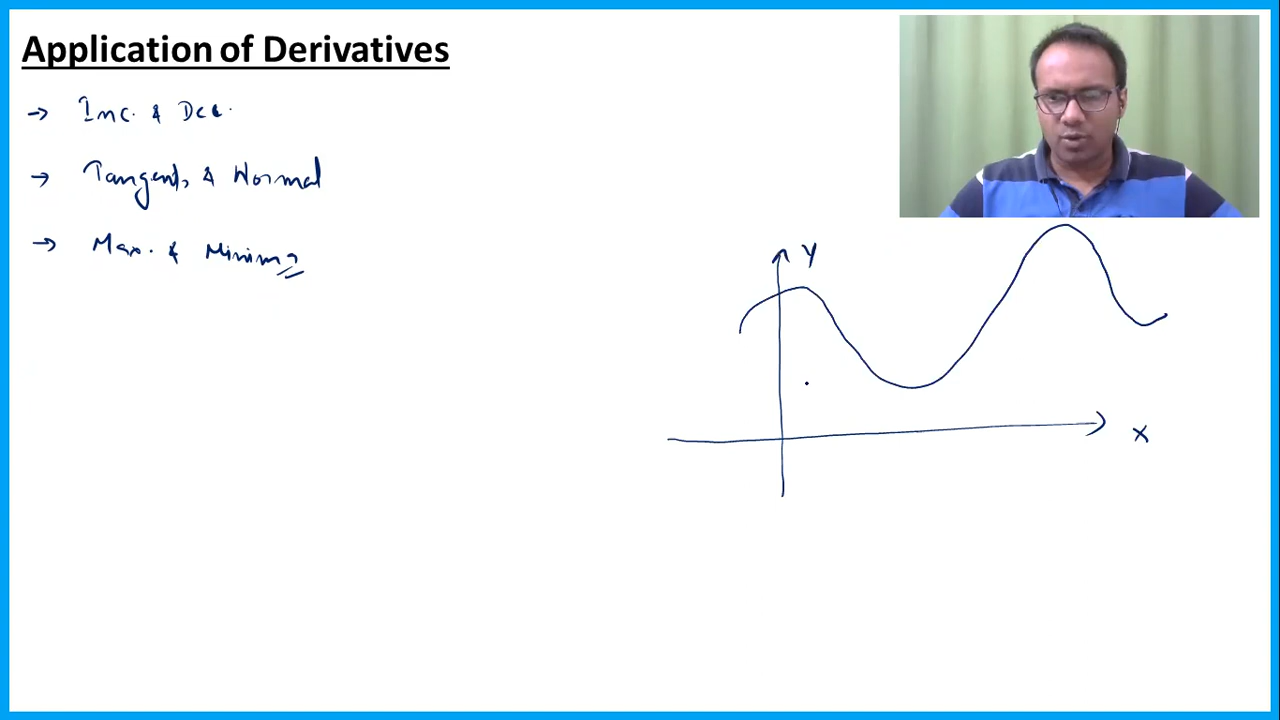 Application of Derivatives
→ Inc. & Dec.
→ Tangents & Normal
→ Max. & Minima
Y
X